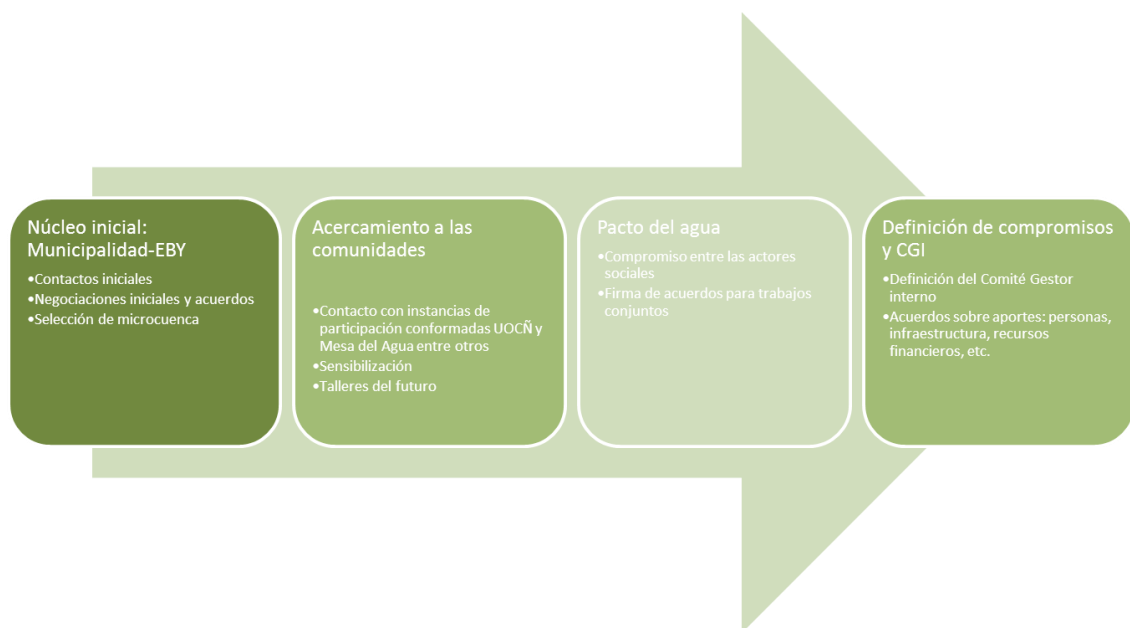 Núcleo inicial:
Municipalidad-EBY
•Contactos iniciales
•Negociaciones iniciales y acuerdos
•Selección de microcuenca
Acercamiento a las
comunidades
•Contacto con instancias de
participación conformadas UOCÑ y
Mesa del Agua entre otros
•Sensibilización
•Talleres del futuro
Pacto del agua
•Compromiso entre las actores
sociales
•Firma de acuerdos para trabajos
conjuntos
Definición de compromisos
y CGI
•Definición del Comité Gestor
interno
•Acuerdos sobre aportes: personas,
infraestructura, recursos
financieros, etc.